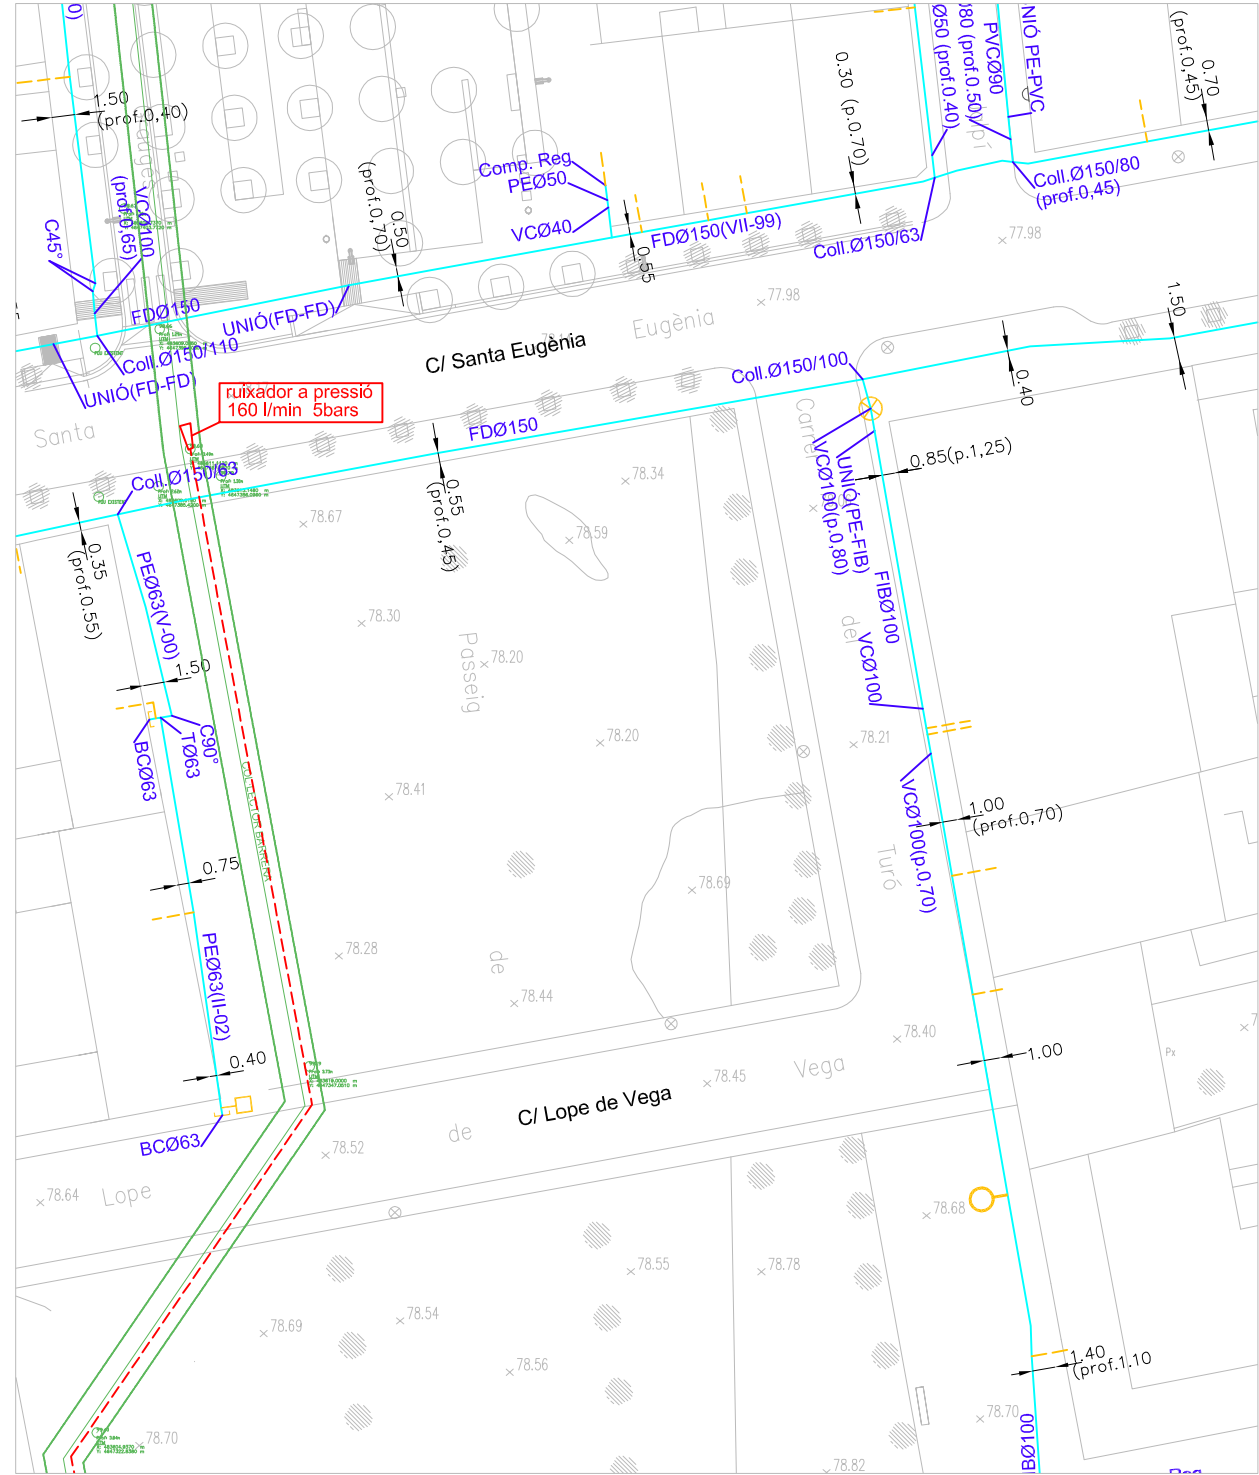 1.50
(prof.0,40)
C45°
VCØ100
(prof.0,65)
FDØ150
Coll.Ø150/110
UNIÓ(FD-FD)
UNIÓ(FD-FD)
(prof.0,70)
0.50
Comp. Reg
PEØ50
VCØ40
0.55
FDØ150(VII-99)
0.30 (p.0.70)
Coll.Ø150/63
Ø50 (prof.0.40)
Ø80 (prof.0.50)
PVCØ90
UNIÓ PE-PVC
(prof.0,45)
0.70
Coll.Ø150/80
(prof.0,45)
77.98
77.98
Eugènia
C/ Santa Eugènia
Santa
ruixador a pressió
160 l/min 5bars
Coll.Ø150/63
FDØ150
Coll.Ø150/100
0.40
1.50
0.35
(prof.0.55)
0.55
(prof.0,45)
78.67
78.34
78.59
78.30
78.20
78.20
78.41
78.69
78.28
78.44
Passeig
de
PEØ63(V-00)
1.50
C90°
TØ63
BCØ63
COL·LECTOR BARRERA
0.75
PEØ63(II-02)
0.40
BCØ63
Carrer
del
Turó
UNIÓ(PE-FIB)
VCØ100(p.0,80)
0.85(p.1,25)
FIBØ100
VCØ100
78.21
VCØ100(p.0,70)
1.00
(prof.0,70)
78.40
1.00
Px
Vega
78.45
C/ Lope de Vega
de
Lope
78.52
78.64
78.68
78.55
78.78
78.54
78.69
78.56
78.70
78.70
78.82
1.40
(prof.1.10
BØ100